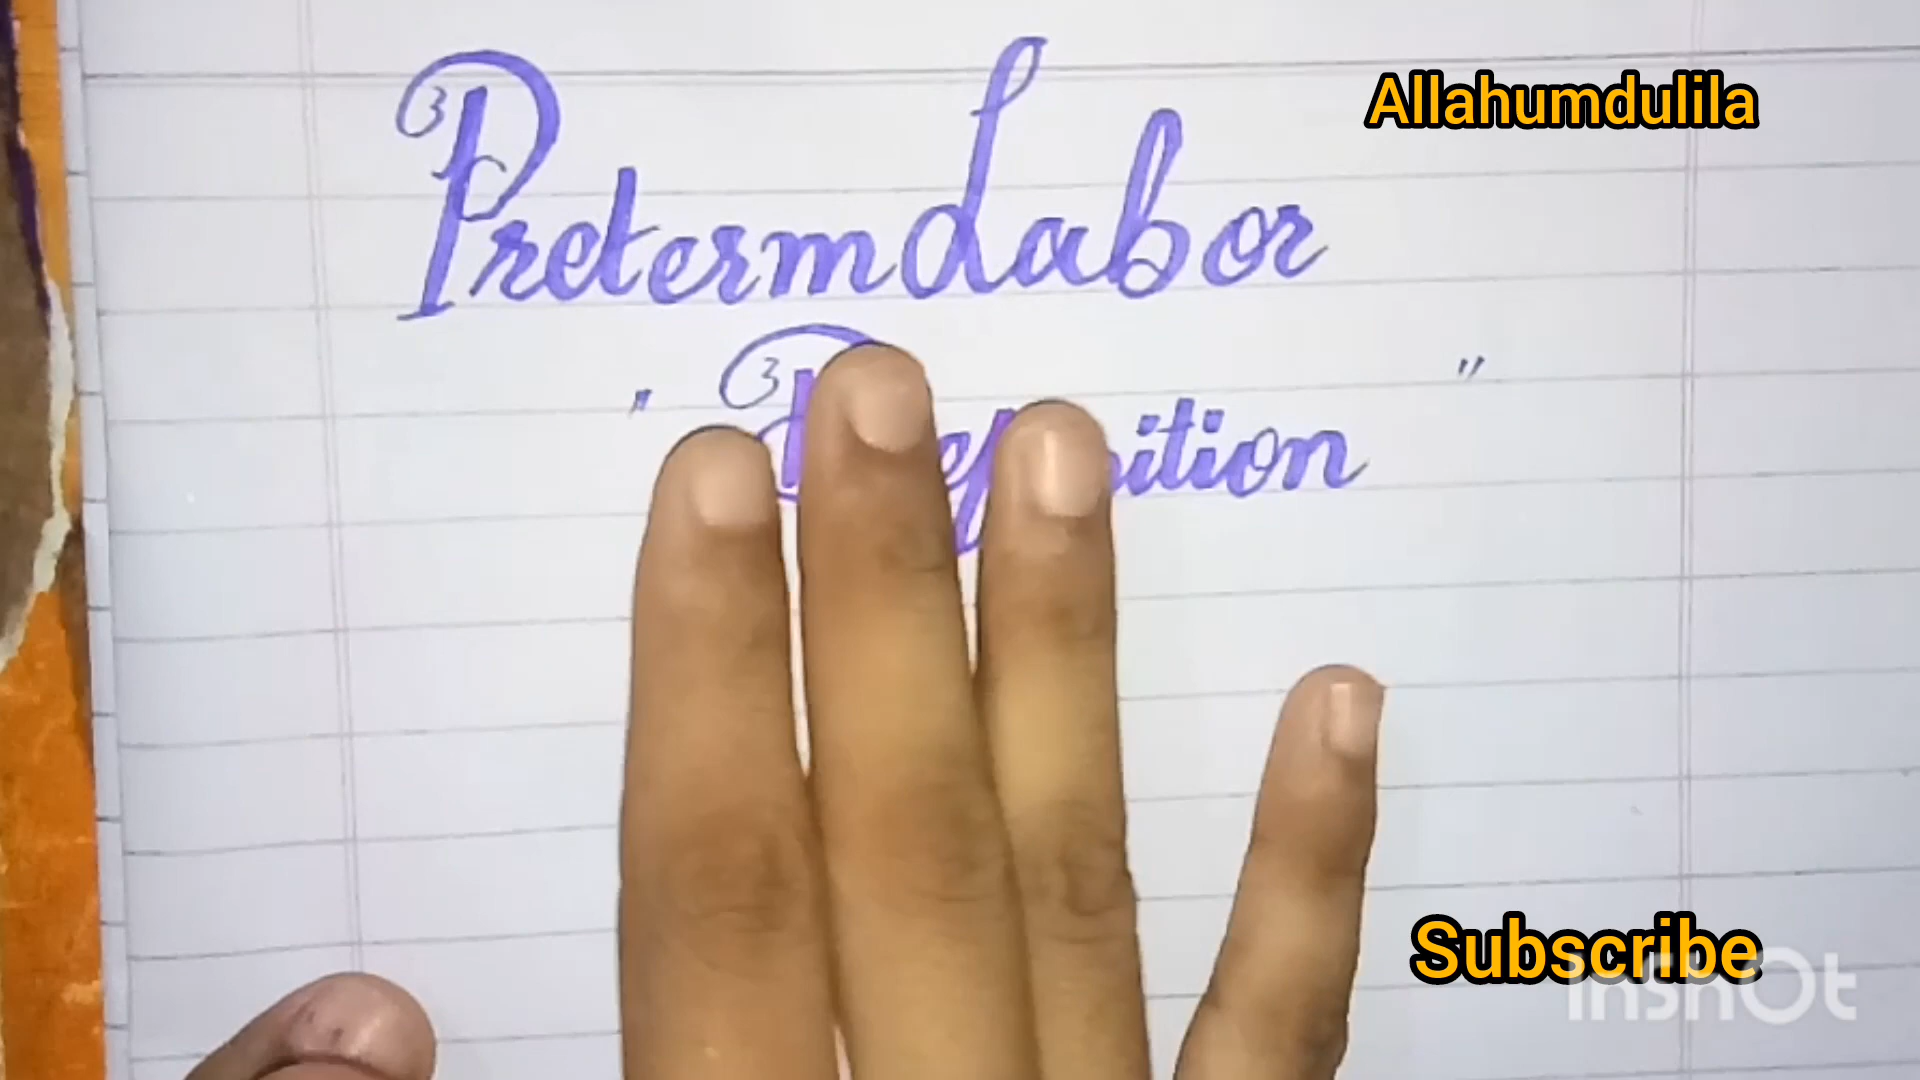 Allahumdulila
Preterm Labor
" "
Subscribe
InShOt